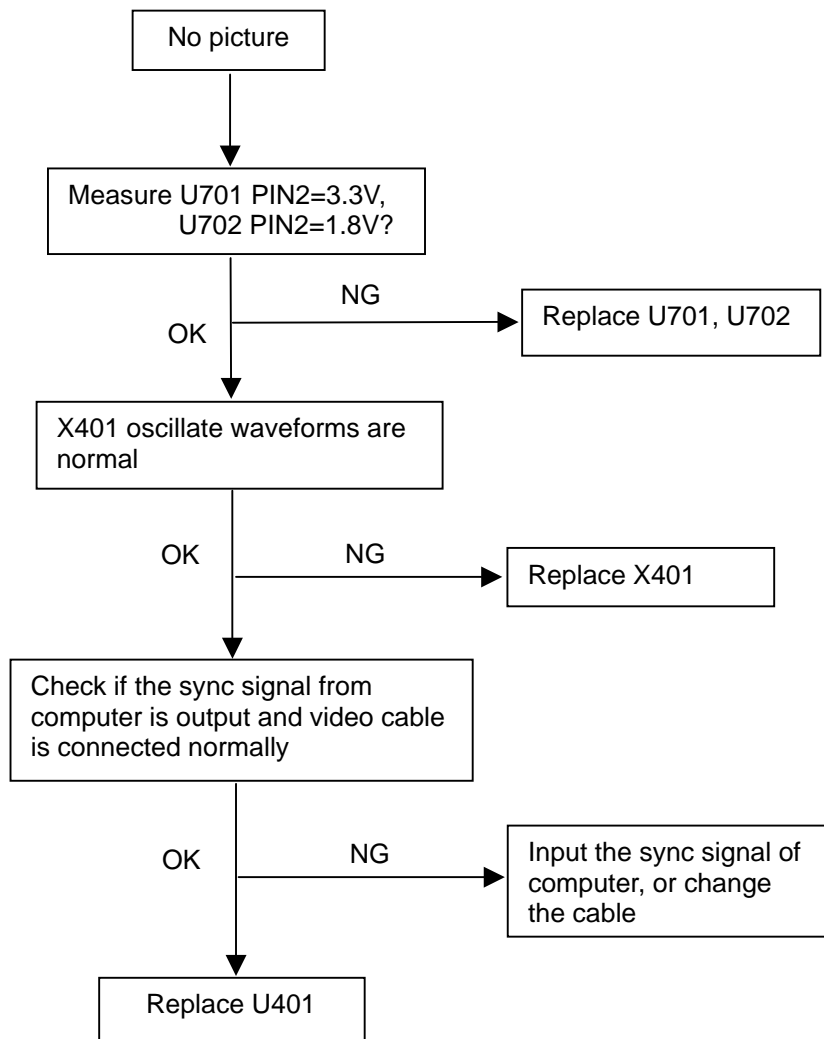 No picture
Measure U701 PIN2=3.3V,
U702 PIN2=1.8V?
NG
OK
Replace U701, U702
X401 oscillate waveforms are
normal
OK
NG
Replace X401
Check if the sync signal from
computer is output and video cable
is connected normally
OK
NG
Input the sync signal of
computer, or change
the cable
Replace U401